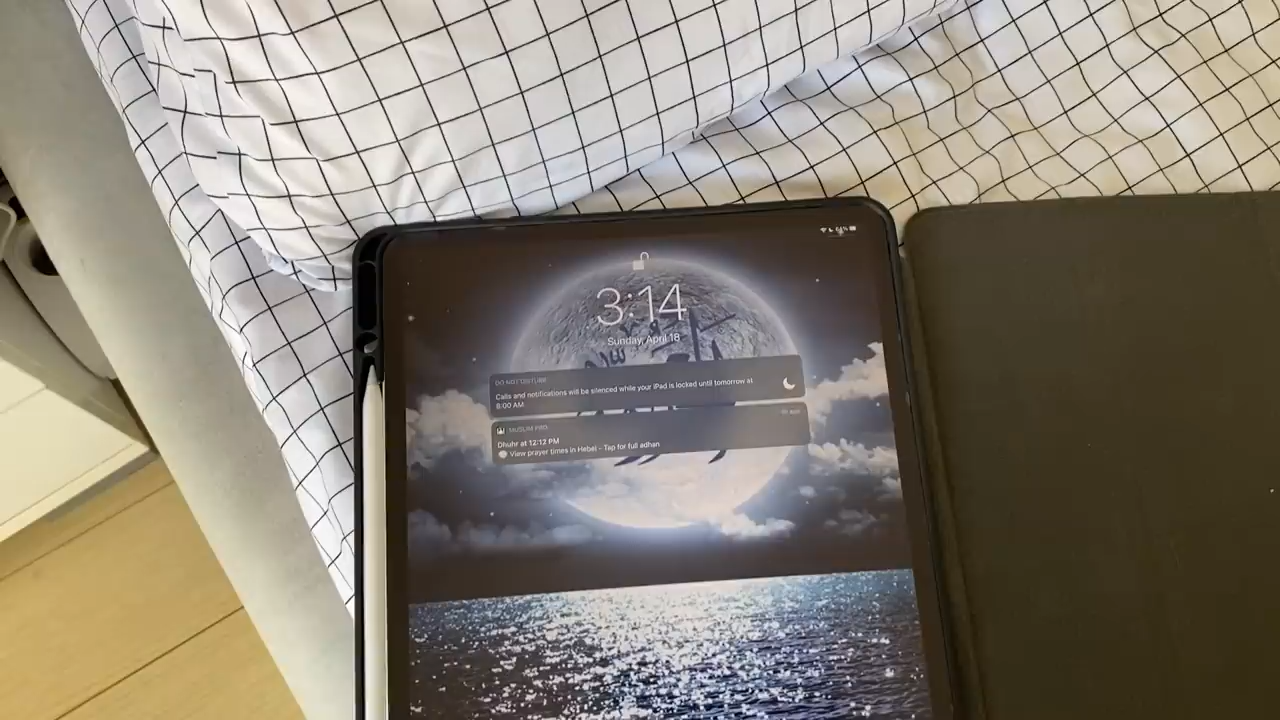 64%
3:14
Sunday, April 18
DO NOT DISTURB
Calls and notifications will be silenced while your iPad is locked until tomorrow at
8:00 AM
MUSLIM PRO
Dhuhr at 12:12 PM
View prayer times in Hebel - Tap for full adhan